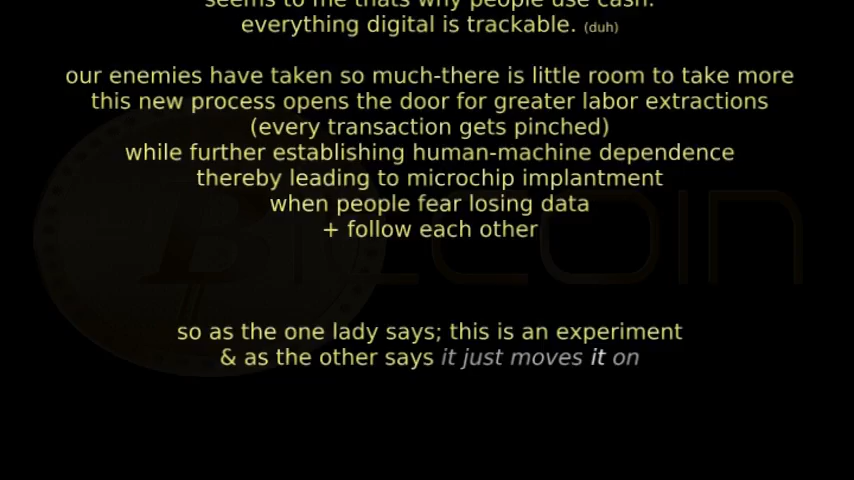 seems to me thats why people use cash.
everything digital is trackable. (duh)
our enemies have taken so much-there is little room to take more
this new process opens the door for greater labor extractions
(every transaction gets pinched)
while further establishing human-machine dependence
thereby leading to microchip implantment
when people fear losing data
+ follow each other
BITCOIN
so as the one lady says; this is an experiment
& as the other says it just moves it on